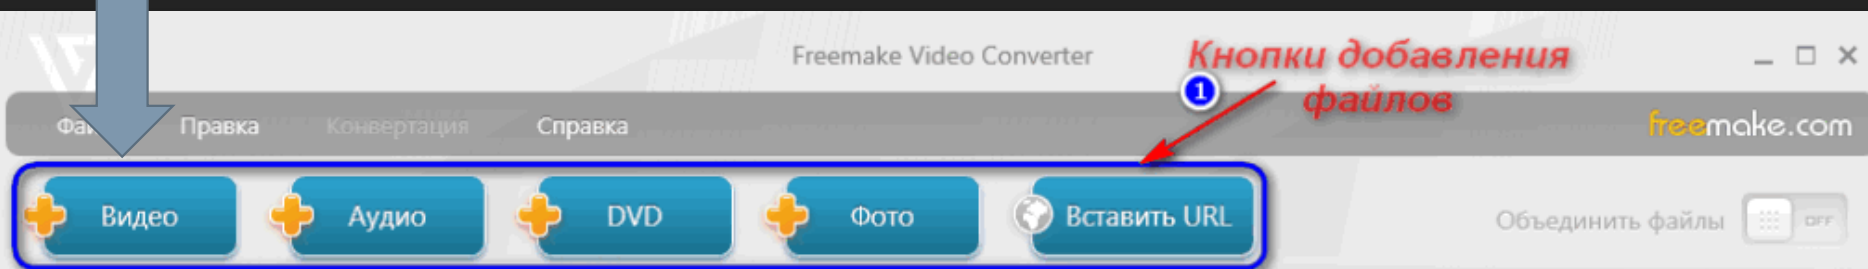 Freemake Video Converter
Кнопки добавления
1
файлов
Правка
Конвертация
Справка
freemake.com
Видео
Аудио
DVD
Фото
Вставить URL
Объединить файлы
OFF